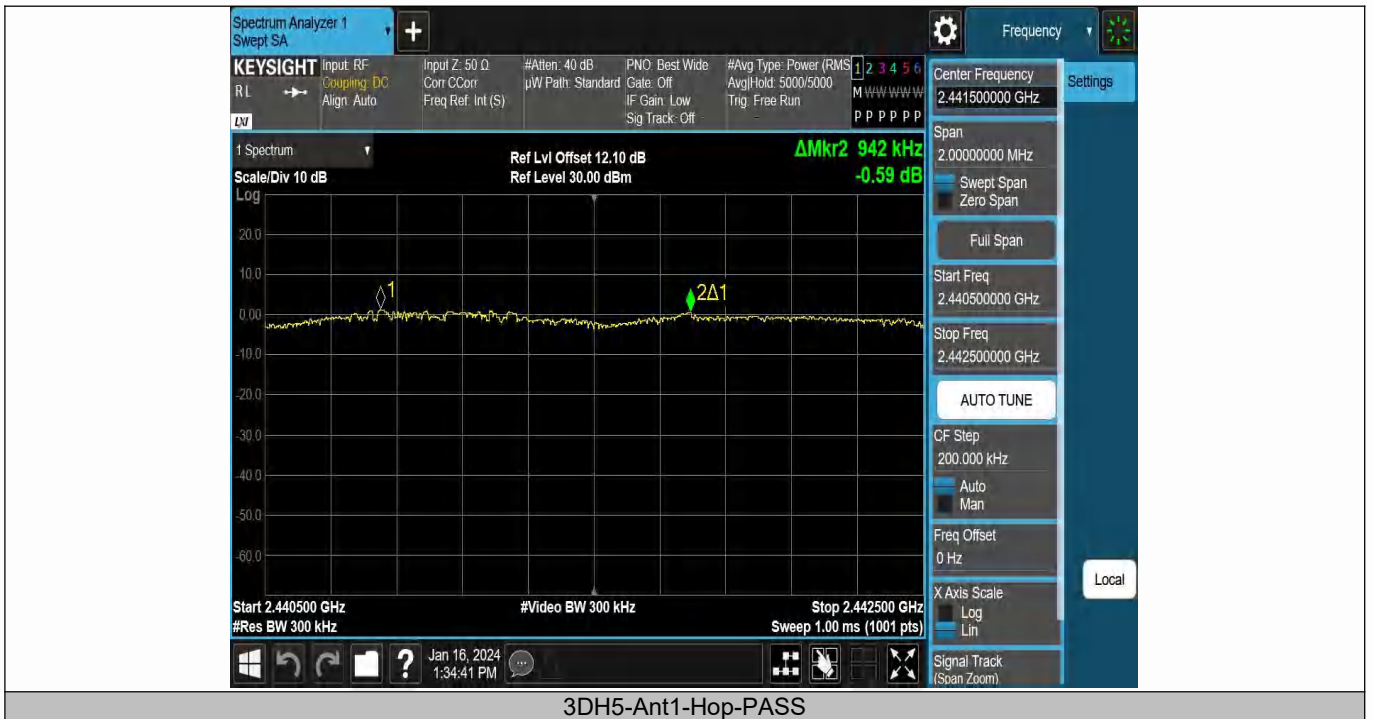 Spectrum Analyzer 1
Swept SA
+
Frequency
KEYSIGHT
RL
LXI
Input: RF
Coupling: DC
Align: Auto
Input Z: 50 Ω
Corr CCorr
Freq Ref: Int (S)
#Atten: 40 dB
µW Path: Standard
PNO: Best Wide
Gate: Off
IF Gain: Low
Sig Track: Off
#Avg Type: Power (RMS
Avg|Hold: 5000/5000
Trig: Free Run
1 2 3 4 5 6
M W W W W W
P P P P P P
1 Spectrum
Scale/Div 10 dB
Ref Lvl Offset 12.10 dB
Ref Level 30.00 dBm
ΔMkr2 942 kHz
-0.59 dB
Log
20.0
10.0
0.00
-10.0
-20.0
-30.0
-40.0
-50.0
-60.0
1
2Δ1
Start 2.440500 GHz
#Res BW 300 kHz
#Video BW 300 kHz
Stop 2.442500 GHz
Sweep 1.00 ms (1001 pts)
Jan 16, 2024
1:34:41 PM
?
Center Frequency
2.441500000 GHz
Settings
Span
2.00000000 MHz
Swept Span
Zero Span
Full Span
Start Freq
2.440500000 GHz
Stop Freq
2.442500000 GHz
AUTO TUNE
CF Step
200.000 kHz
Auto
Man
Freq Offset
0 Hz
Local
X Axis Scale
Log
Lin
Signal Track
(Span Zoom)
3DH5-Ant1-Hop-PASS